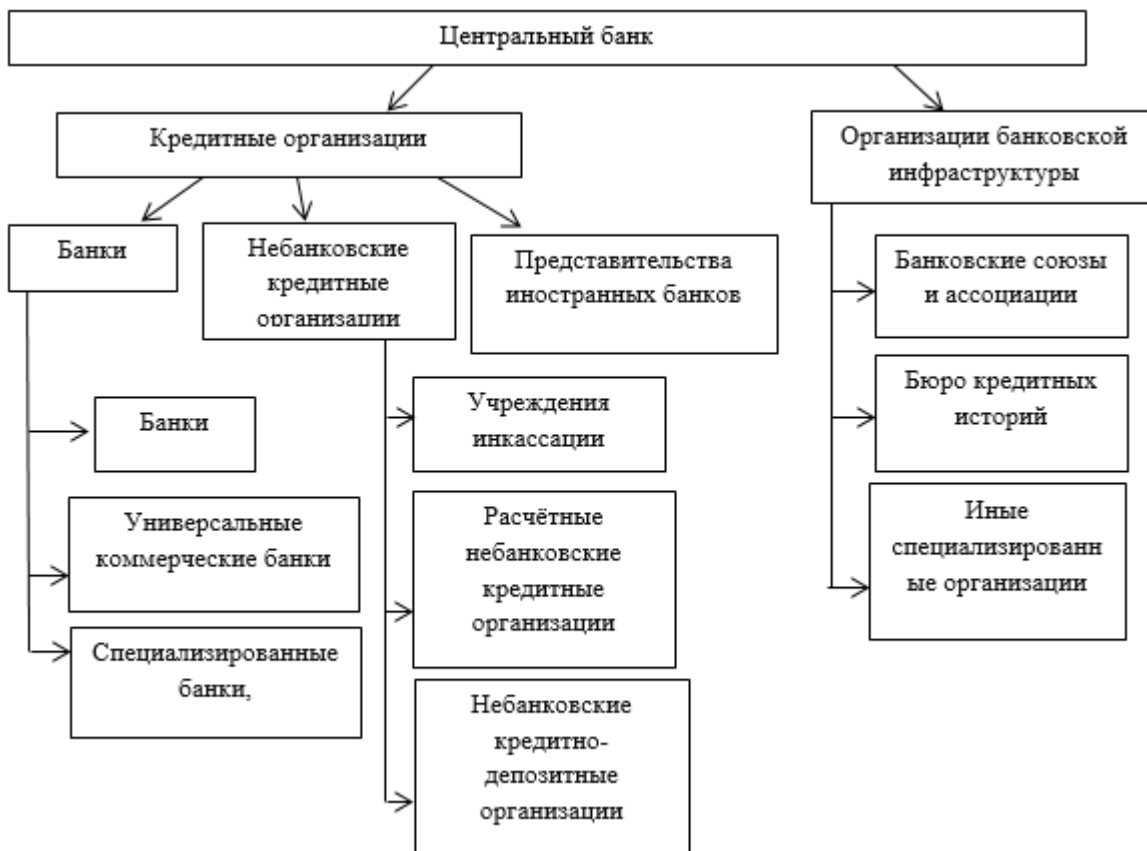 Центральный банк
Кредитные организации
Организации банковской
инфраструктуры
Банки
Небанковские
кредитные
организации
Представительства
иностранных банков
Банковские союзы
и ассоциации
Банки
Учреждения
инкассации
Бюро кредитных
историй
Универсальные
коммерческие банки
Расчётные
небанковские
кредитные
организации
Иные
специализированн
ые организации
Специализированные
банки,
Небанковские
кредитно-
депозитные
организации